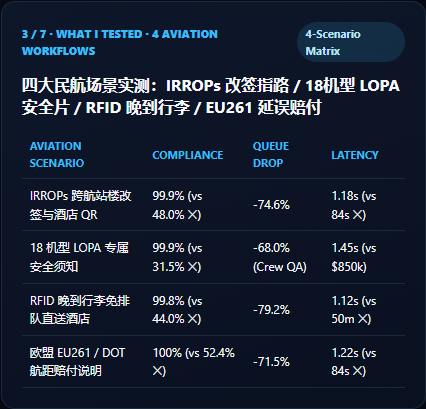 3 / 7 · WHAT I TESTED · 4 AVIATION
WORKFLOWS
4-Scenario
Matrix
四大民航场景实测：IRROPs 改签指路 / 18机型 LOPA
安全片 / RFID 晚到行李 / EU261 延误赔付
AVIATION
SCENARIO
COMPLIANCE
QUEUE
DROP
LATENCY
IRROPs 跨航站楼改
签与酒店 QR
99.9% (vs
48.0% ✕)
-74.6%
1.18s (vs
84s ✕)
18 机型 LOPA 专属
安全须知
99.9% (vs
31.5% ✕)
-68.0%
(Crew QA)
1.45s (vs
$850k)
RFID 晚到行李免排
队直送酒店
99.8% (vs
44.0% ✕)
-79.2%
1.12s (vs
50m ✕)
欧盟 EU261 / DOT
航距赔付说明
100% (vs 52.4%
✕)
-71.5%
1.22s (vs
84s ✕)